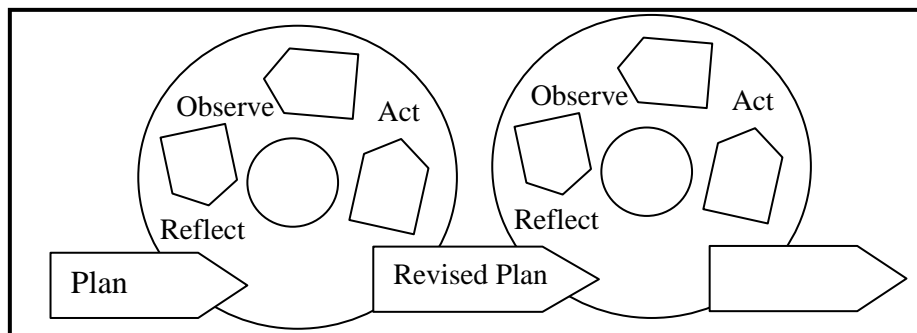 Observe
Act
Reflect
Plan
Observe
Act
Reflect
Revised Plan